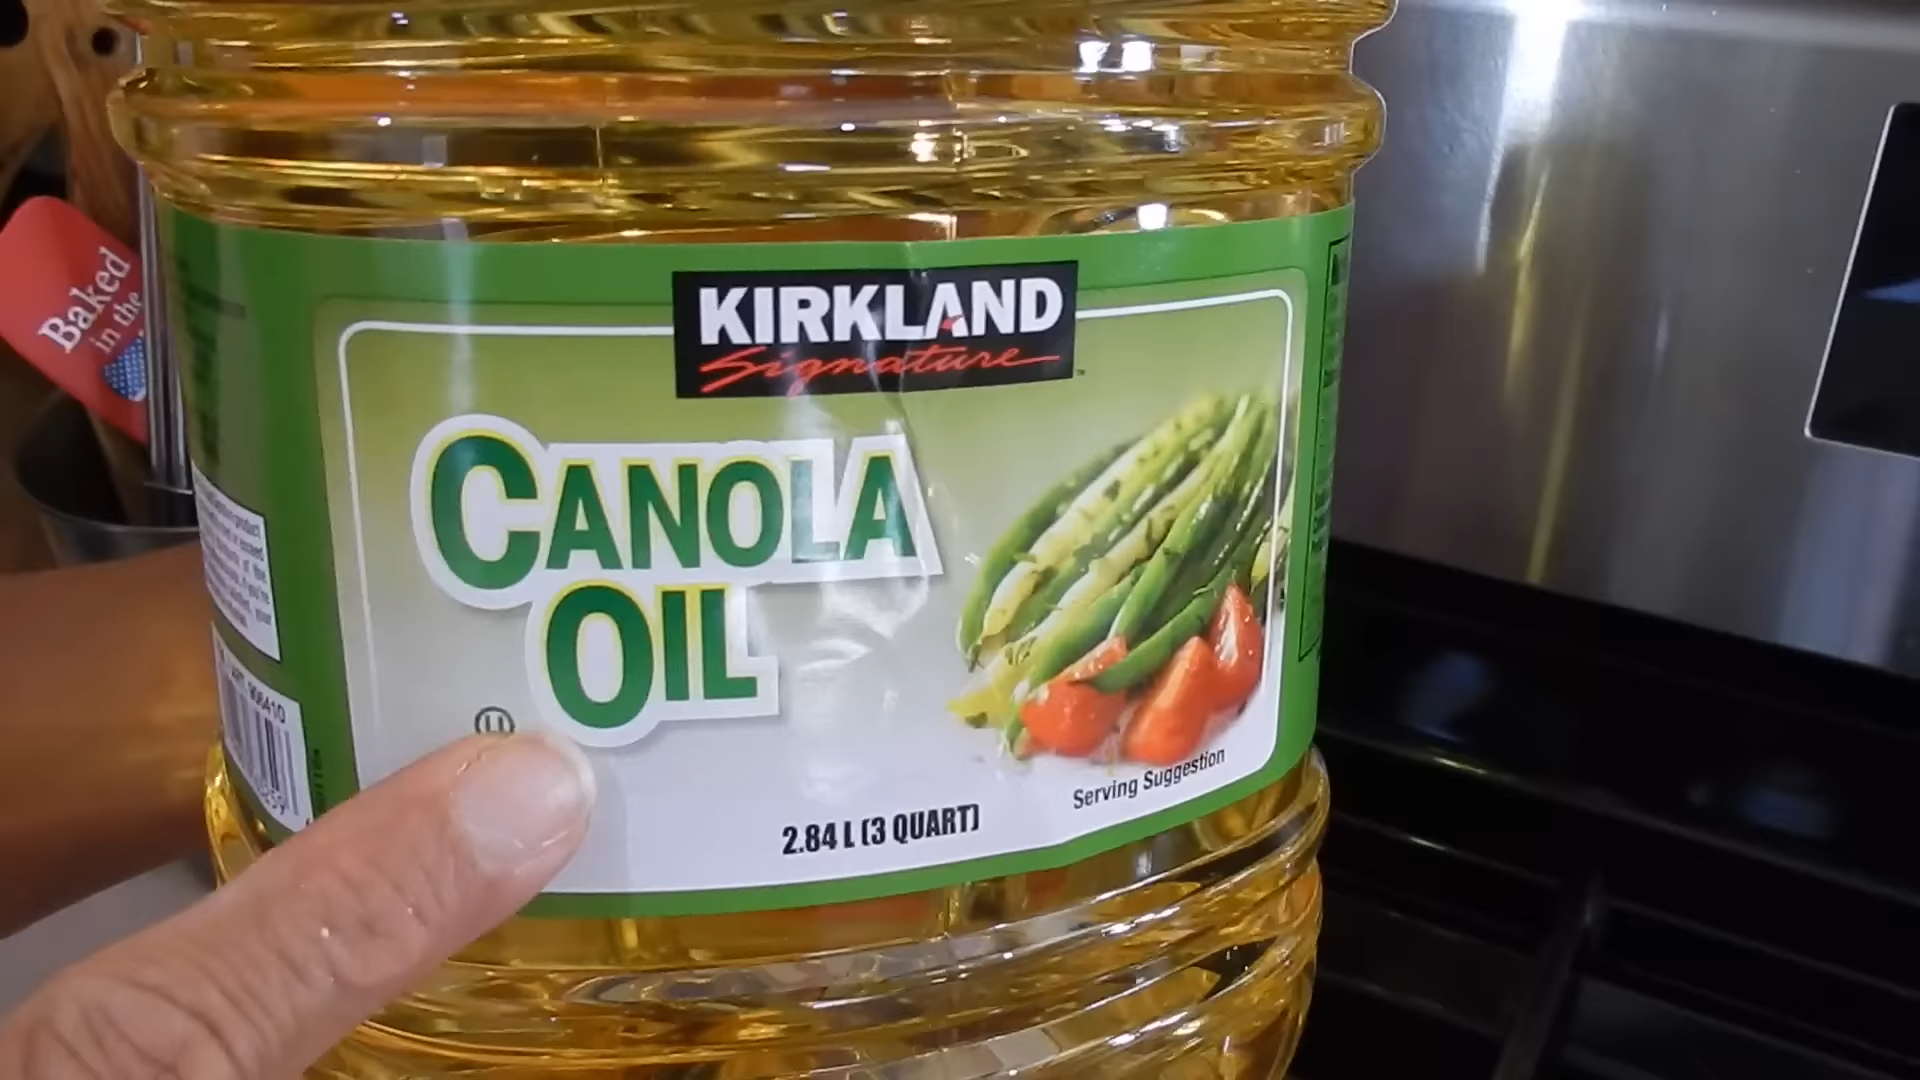 Baked
in the
KIRKLAND
Signature
CANOLA
OIL
U
2.84 L (3 QUART)
Serving Suggestion